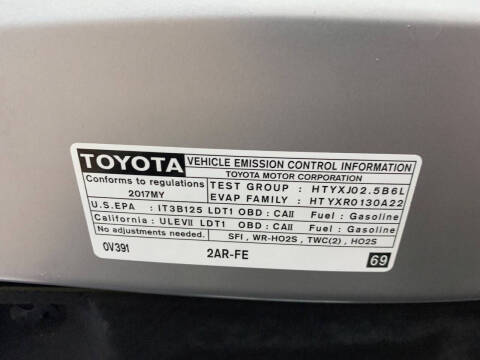 TOYOTA VEHICLE EMISSION CONTROL INFORMATION
TOYOTA MOTOR CORPORATION
Conforms to regulations 2017MY
TEST GROUP : HTYXJ02.5B6L
EVAP FAMILY : HTYXR0130A22
U.S.EPA : IT3B125 LDT1 OBD : CAII Fuel : Gasoline
California : ULEVII LDT1 OBD : CAII Fuel : Gasoline
No adjustments needed. SFI , WR-HO2S , TWC(2) , HO2S
0V391 2AR-FE 69